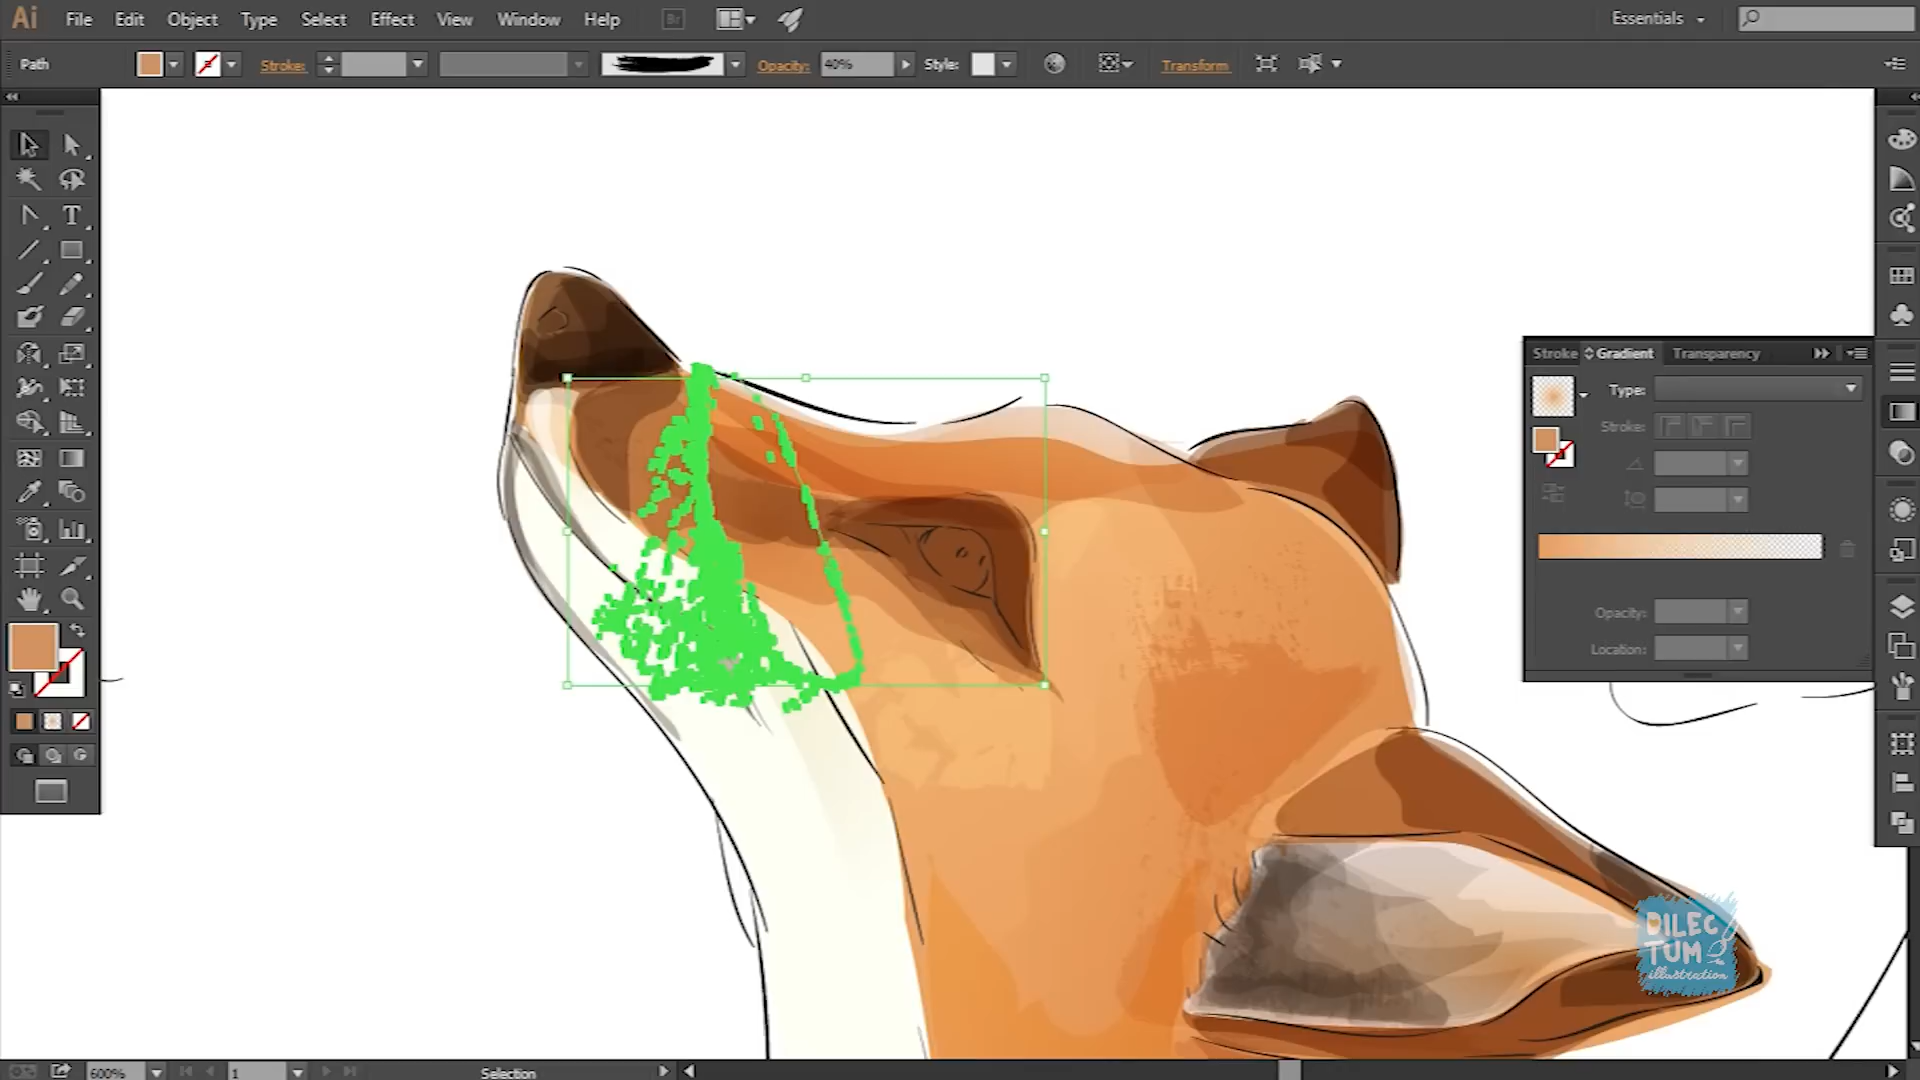 Ai File Edit Object Type Select Effect View Window Help Br Essentials
Path Stroke: Opacity: 40% Style: Transform
Stroke Gradient Transparency
Type:
Stroke:
Opacity:
Location:
DILEC
TUM
illustration
600% 1 Selection